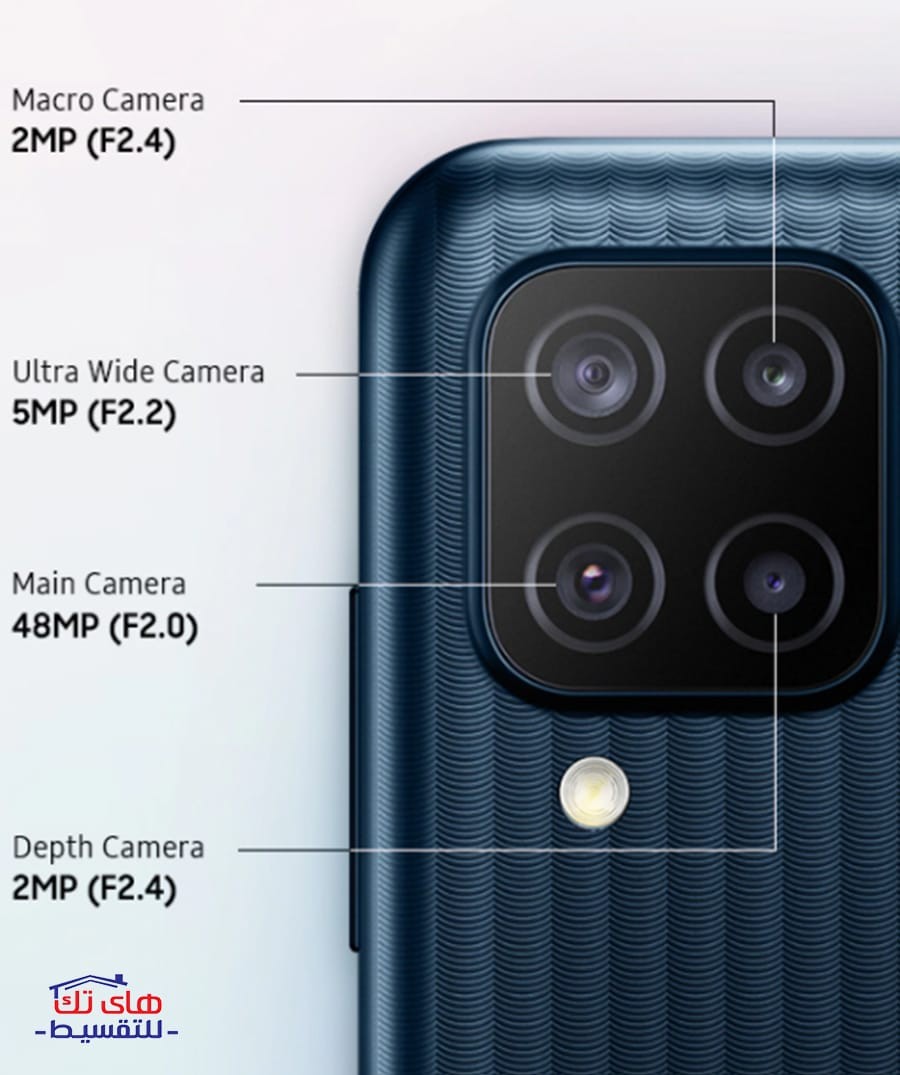 Macro Camera
2MP (F2.4)
Ultra Wide Camera
5MP (F2.2)
Main Camera
48MP (F2.0)
Depth Camera
2MP (F2.4)
هاى تك
-للتقسيط-